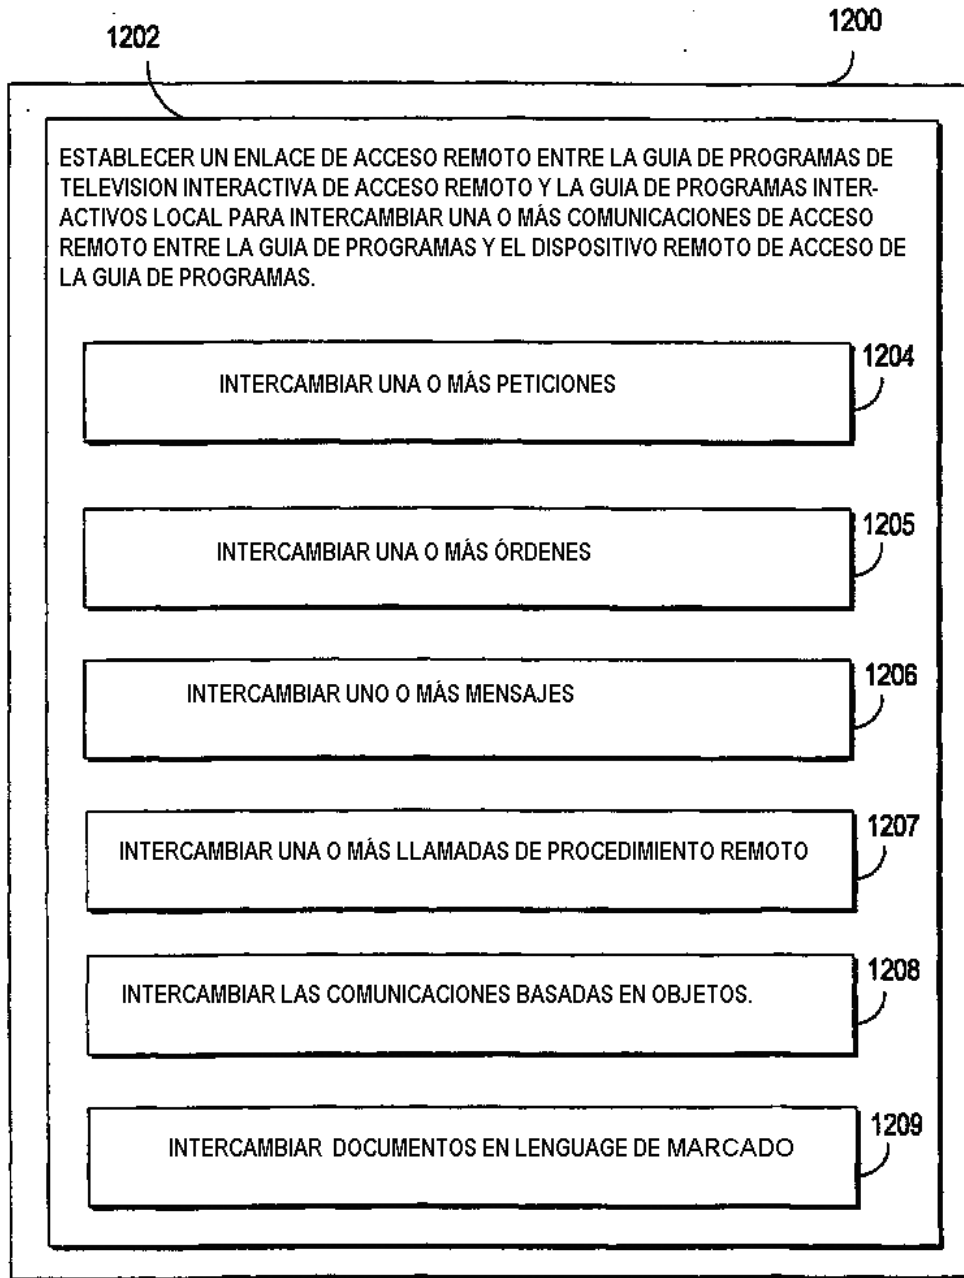 1202
1200
ESTABLECER UN ENLACE DE ACCESO REMOTO ENTRE LA GUIA DE PROGRAMAS DE
TELEVISION INTERACTIVA DE ACCESO REMOTO Y LA GUIA DE PROGRAMAS INTER-
ACTIVOS LOCAL PARA INTERCAMBIAR UNA O MÁS COMUNICACIONES DE ACCESO
REMOTO ENTRE LA GUIA DE PROGRAMAS Y EL DISPOSITIVO REMOTO DE ACCESO DE
LA GUIA DE PROGRAMAS.
1204
INTERCAMBIAR UNA O MÁS PETICIONES
1205
INTERCAMBIAR UNA O MÁS ÓRDENES
1206
INTERCAMBIAR UNO O MÁS MENSAJES
1207
INTERCAMBIAR UNA O MÁS LLAMADAS DE PROCEDIMIENTO REMOTO
1208
INTERCAMBIAR LAS COMUNICACIONES BASADAS EN OBJETOS.
1209
INTERCAMBIAR DOCUMENTOS EN LENGUAGE DE MARCADO